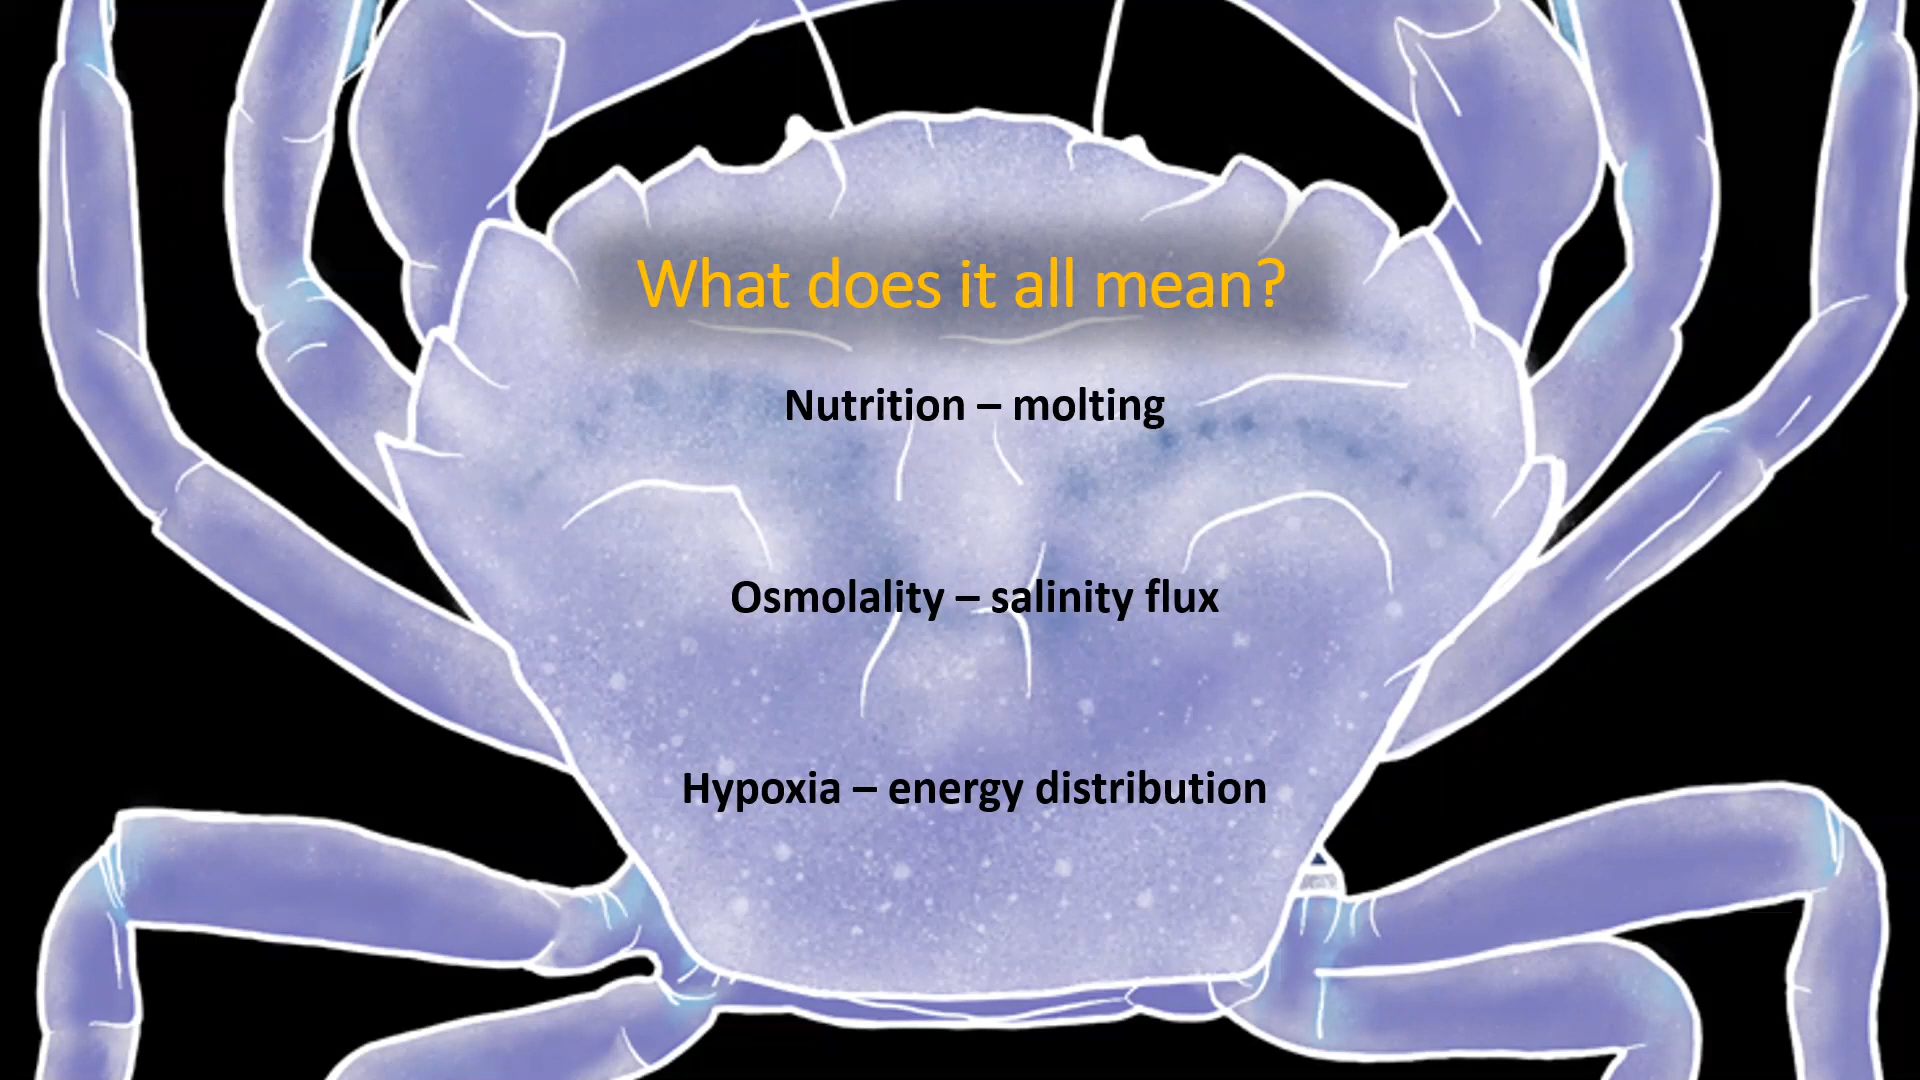 What does it all mean?
Nutrition – molting
Osmolality – salinity flux
Hypoxia – energy distribution